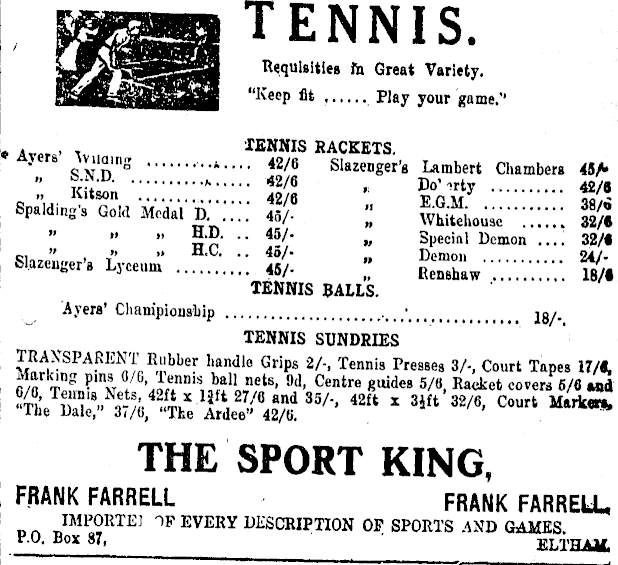 TENNIS.
Requisities in Great Variety.
"Keep fit ...... Play your game."
TENNIS RACKETS.
Ayers' Wilding .............. 42/6 Slazenger's Lambert Chambers 45/-
„ S.N.D. ................ 42/6 „ Do'erty .......... 42/6
„ Kitson ................ 42/6 „ E.G.M. .......... 38/6
Spalding's Gold Medal D. .... 45/- „ Whitehouse ...... 32/6
„ „ „ H.D. .. 45/- „ Special Demon .... 32/6
„ „ „ H.C. .. 45/- „ Demon ........... 24/-
Slazenger's Lyceum .......... 45/- „ Renshaw .......... 18/6
TENNIS BALLS.
Ayers' Championship ........................................ 18/-.
TENNIS SUNDRIES
TRANSPARENT Rubber handle Grips 2/-, Tennis Presses 3/-, Court Tapes 17/6,
Marking pins 6/6, Tennis ball nets, 9d, Centre guides 5/6, Racket covers 5/6 and
6/6, Tennis Nets, 42ft x ft 27/6 and 35/-, 42ft x 3½ft 32/6, Court Markers,
"The Dale," 37/6, "The Ardee" 42/6.
THE SPORT KING,
FRANK FARRELL FRANK FARRELL,
IMPORTER OF EVERY DESCRIPTION OF SPORTS AND GAMES.
P.O. Box 87, ELTHAM.